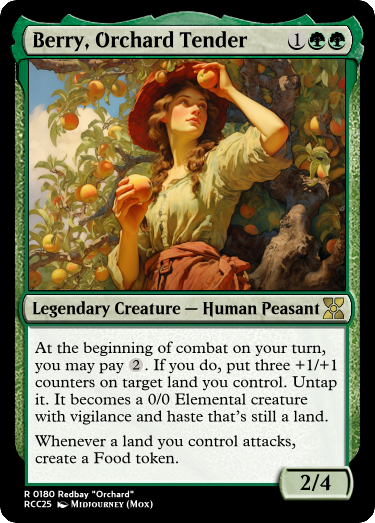 Berry, Orchard Tender 1
Legendary Creature — Human Peasant
At the beginning of combat on your turn,
you may pay 2. If you do, put three +1/+1
counters on target land you control. Untap
it. It becomes a 0/0 Elemental creature
with vigilance and haste that's still a land.
Whenever a land you control attacks,
create a Food token.
2/4
R 0180 Redbay "Orchard"
RCC25 Midjourney (Mox)